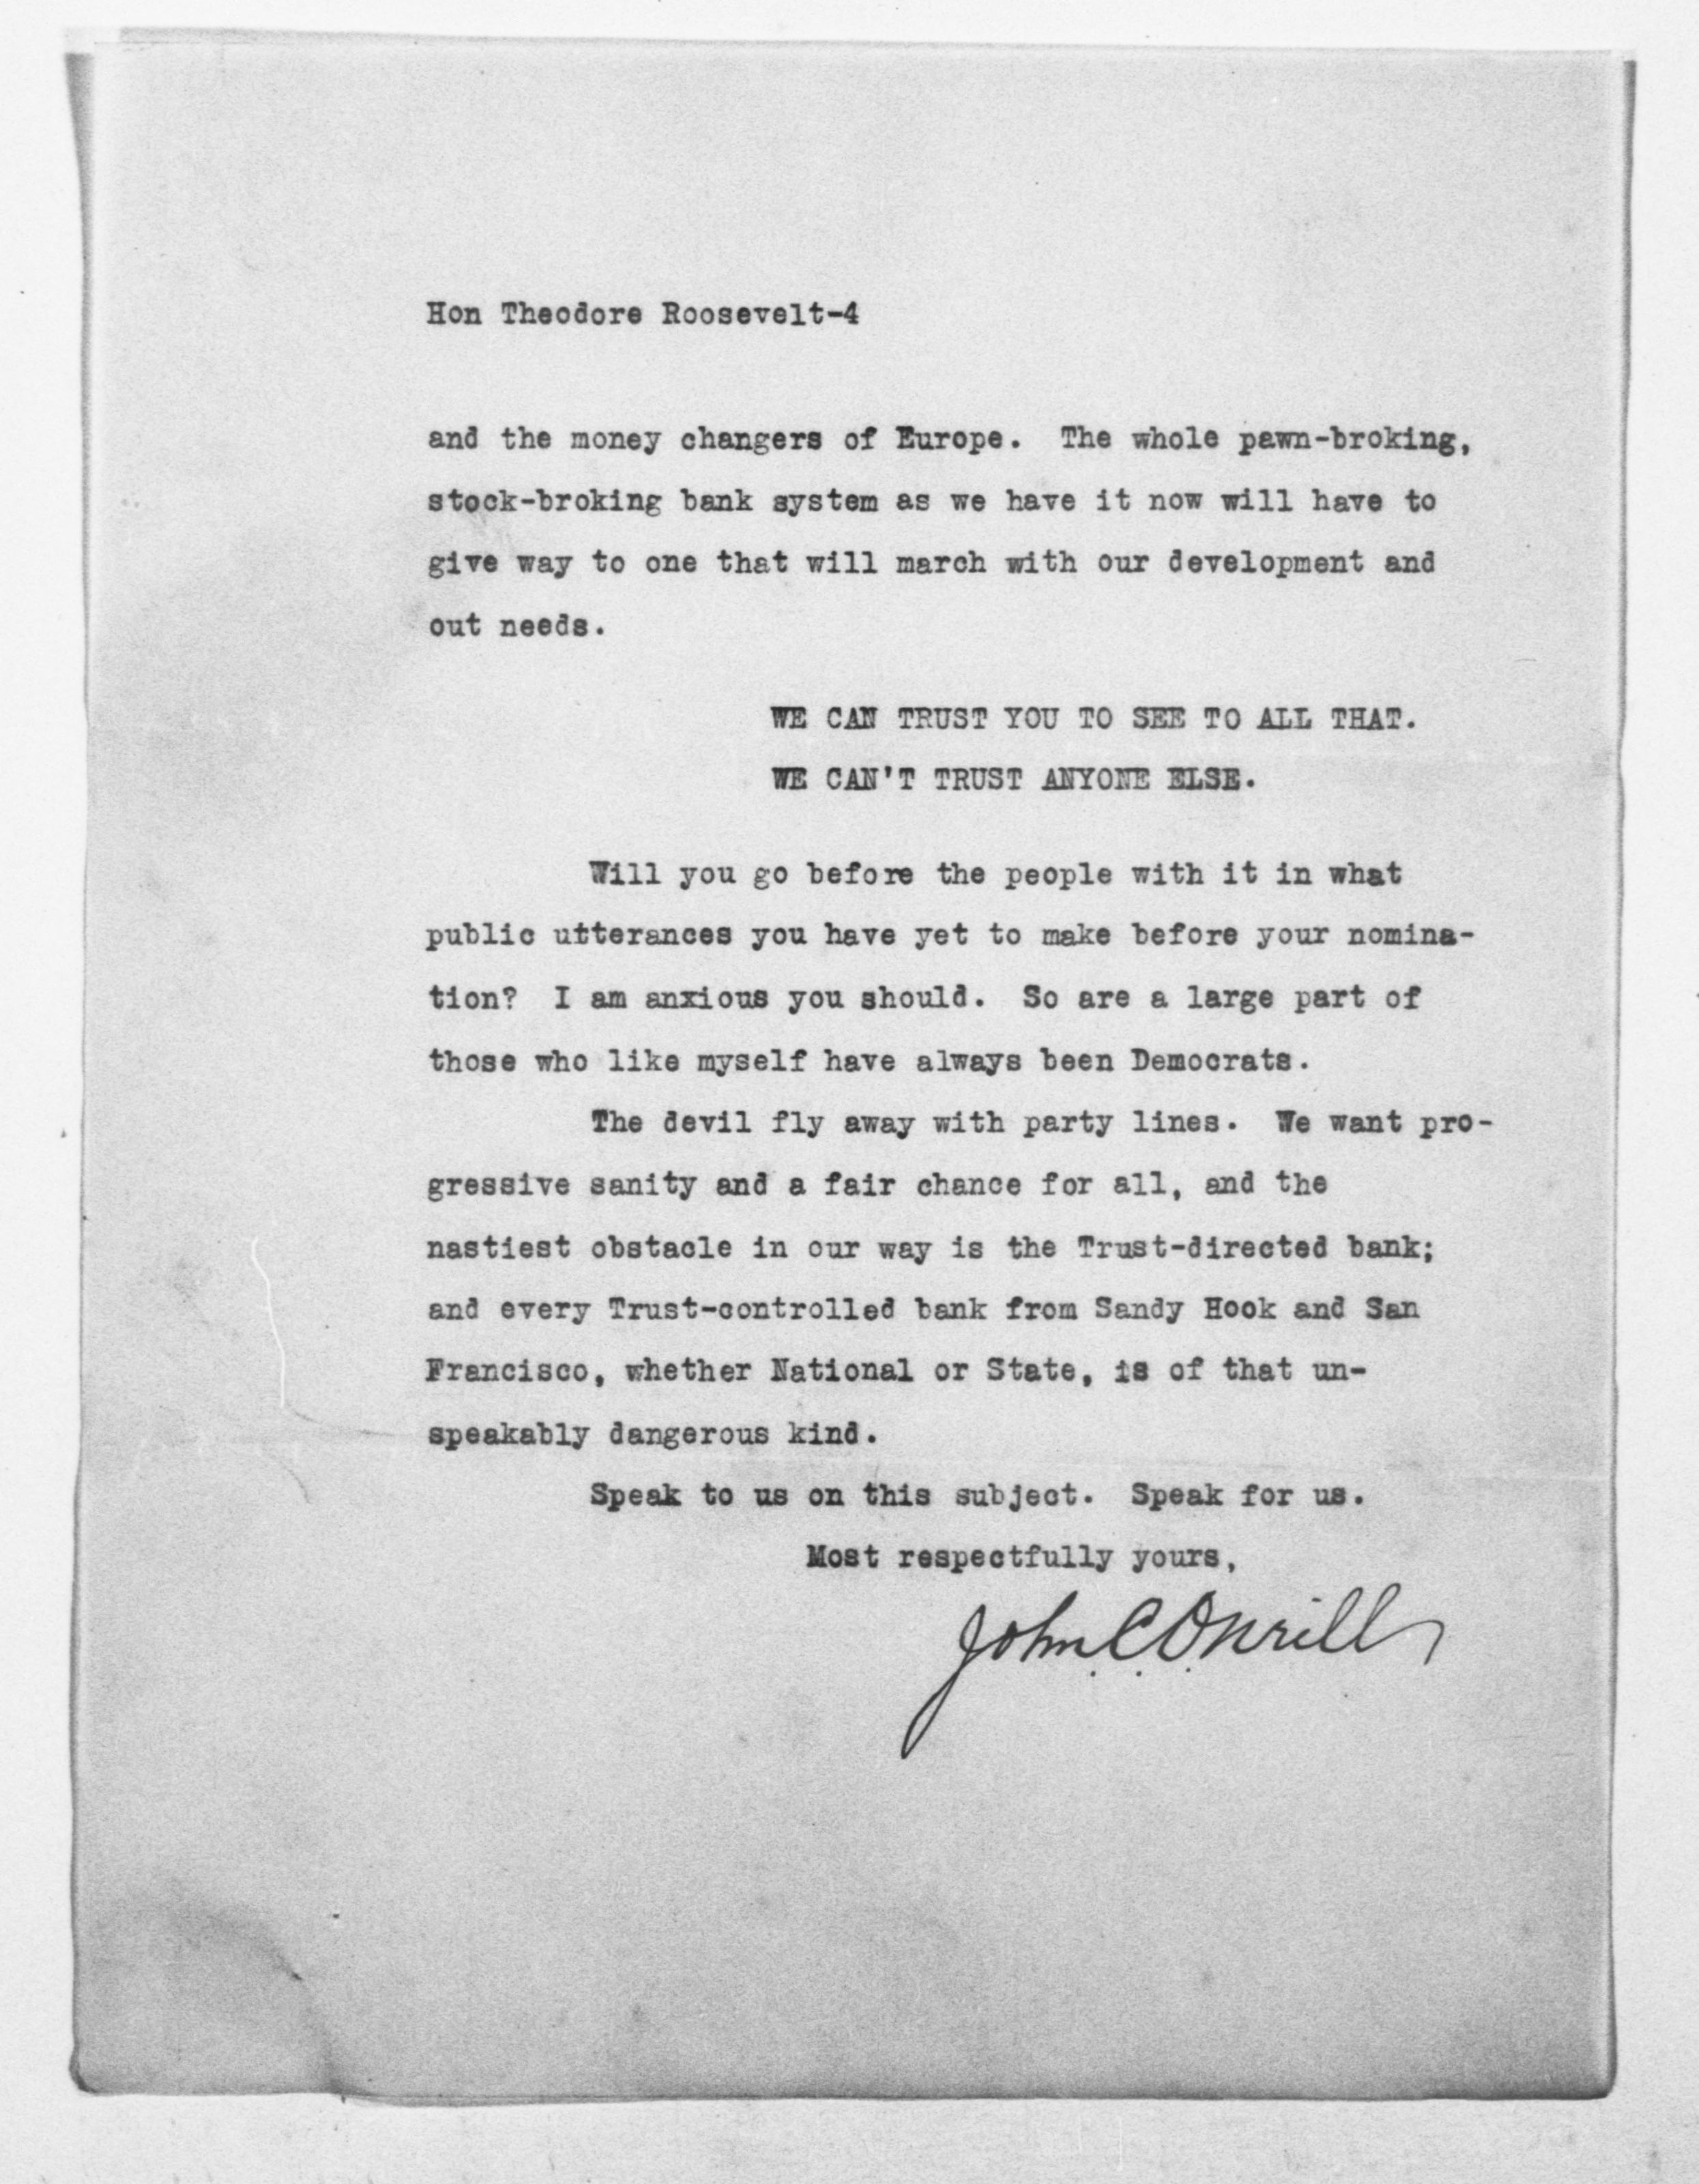 Hon Theodore Roosevelt-4
and the money changers of Europe. The whole pawn-broking,
stock-broking bank system as we have it now will have to
give way to one that will march with our development and
out needs.
WE CAN TRUST YOU TO SEE TO ALL THAT.
WE CAN'T TRUST ANYONE ELSE.
Will you go before the people with it in what
public utterances you have yet to make before your nomina-
tion? I am anxious you should. So are a large part of
those who like myself have always been Democrats.
The devil fly away with party lines. We want pro-
gressive sanity and a fair chance for all, and the
nastiest obstacle in our way is the Trust-directed bank;
and every Trust-controlled bank from Sandy Hook and San
Francisco, whether National or State, is of that un-
speakably dangerous kind.
Speak to us on this subject. Speak for us.
Most respectfully yours,
John C